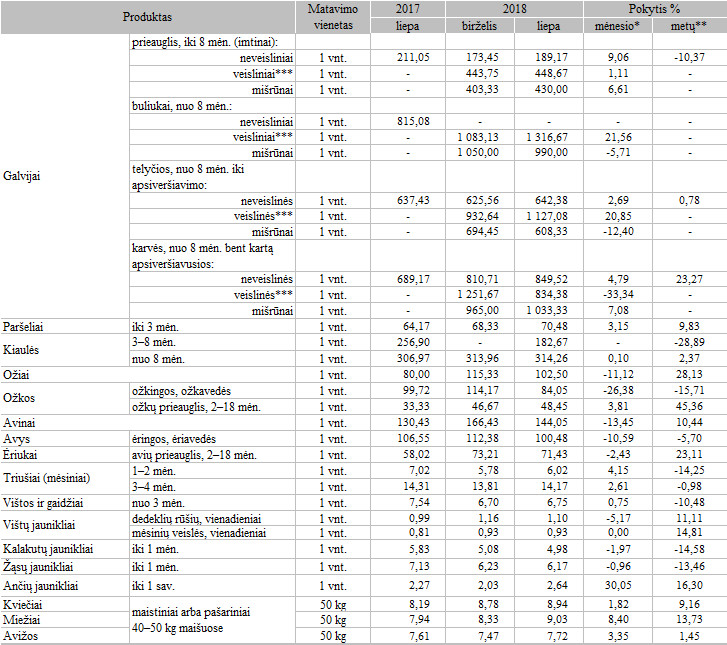 Produktas Matavimo vienetas 2017 2018 Pokytis %
liepa birželis liepa mėnesio* metų**
Galvijai
prieauglis, iki 8 mėn. (imtinai):
neveisliniai 1 vnt. 211,05 173,45 189,17 9,06 -10,37
veisliniai*** 1 vnt. - 443,75 448,67 1,11 -
mišrūnai 1 vnt. - 403,33 430,00 6,61 -
buliukai, nuo 8 mėn.:
neveisliniai 1 vnt. 815,08 - - - -
veisliniai*** 1 vnt. - 1 083,13 1 316,67 21,56 -
mišrūnai 1 vnt. - 1 050,00 990,00 -5,71 -
telyčios, nuo 8 mėn. iki
apsiveršiavimo:
neveislinės 1 vnt. 637,43 625,56 642,38 2,69 0,78
veislinės*** 1 vnt. - 932,64 1 127,08 20,85 -
mišrūnai 1 vnt. - 694,45 608,33 -12,40 -
karvės, nuo 8 mėn. bent kartą
apsiveršiavusios:
neveislinės 1 vnt. 689,17 810,71 849,52 4,79 23,27
veislinės*** 1 vnt. - 1 251,67 834,38 -33,34 -
mišrūnai 1 vnt. - 965,00 1 033,33 7,08 -
Paršeliai iki 3 mėn. 1 vnt. 64,17 68,33 70,48 3,15 9,83
Kiaulės 3–8 mėn. 1 vnt. 256,90 - 182,67 - -28,89
nuo 8 mėn. 1 vnt. 306,97 313,96 314,26 0,10 2,37
Ožiai 1 vnt. 80,00 115,33 102,50 -11,12 28,13
Ožkos ožkingos, ožkavedės 1 vnt. 99,72 114,17 84,05 -26,38 -15,71
ožkų prieauglis, 2–18 mėn. 1 vnt. 33,33 46,67 48,45 3,81 45,36
Avinai 1 vnt. 130,43 166,43 144,05 -13,45 10,44
Avys ėringos, ėriavedės 1 vnt. 106,55 112,38 100,48 -10,59 -5,70
Ėriukai avių prieauglis, 2–18 mėn. 1 vnt. 58,02 73,21 71,43 -2,43 23,11
Triušiai (mėsiniai) 1–2 mėn. 1 vnt. 7,02 5,78 6,02 4,15 -14,25
3–4 mėn. 1 vnt. 14,31 13,81 14,17 2,61 -0,98
Vištos ir gaidžiai nuo 3 mėn. 1 vnt. 7,54 6,70 6,75 0,75 -10,48
Vištų jaunikliai dedeklių rūšių, vienadieniai 1 vnt. 0,99 1,16 1,10 -5,17 11,11
mėsinių veislės, vienadieniai 1 vnt. 0,81 0,93 0,93 0,00 14,81
Kalakutų jaunikliai iki 1 mėn. 1 vnt. 5,83 5,08 4,98 -1,97 -14,58
Žąsų jaunikliai iki 1 mėn. 1 vnt. 7,13 6,23 6,17 -0,96 -13,46
Ančių jaunikliai iki 1 sav. 1 vnt. 2,27 2,03 2,64 30,05 16,30
Kviečiai maistiniai arba pašariniai 40–50 kg maišuose 50 kg 8,19 8,78 8,94 1,82 9,16
Miežiai 50 kg 7,94 8,33 9,03 8,40 13,73
Avižos 50 kg 7,61 7,47 7,72 3,35 1,45